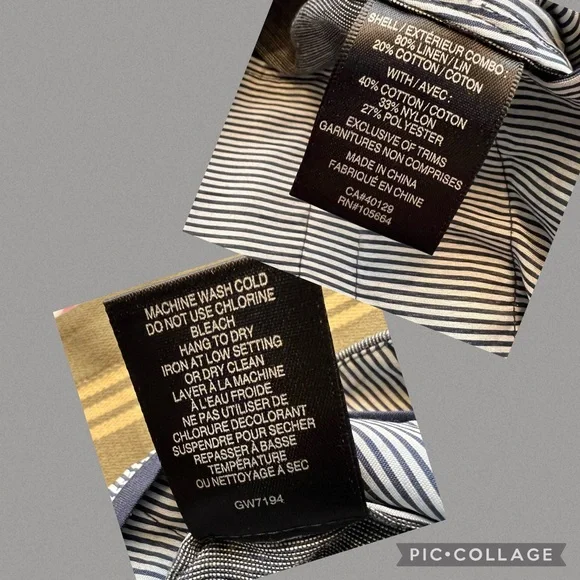 SHELL / EXTÉRIEUR COMBO :
80% LINEN / LIN
20% COTTON / COTON
WITH / AVEC :
40% COTTON / COTON
33% NYLON
27% POLYESTER
EXCLUSIVE OF TRIMS
GARNITURES NON COMPRISES
MADE IN CHINA
FABRIQUÉ EN CHINE
CA#40129
RN#105664
MACHINE WASH COLD
DO NOT USE CHLORINE
BLEACH
HANG TO DRY
IRON AT LOW SETTING
OR DRY CLEAN
LAVER À LA MACHINE
À L'EAU FROIDE
NE PAS UTILISER DE
CHLORURE DECOLORANT
SUSPENDRE POUR SECHER
REPASSER À BASSE
TEMPÉRATURE
OU NETTOYAGE À SEC
GW7194
PIC•COLLAGE